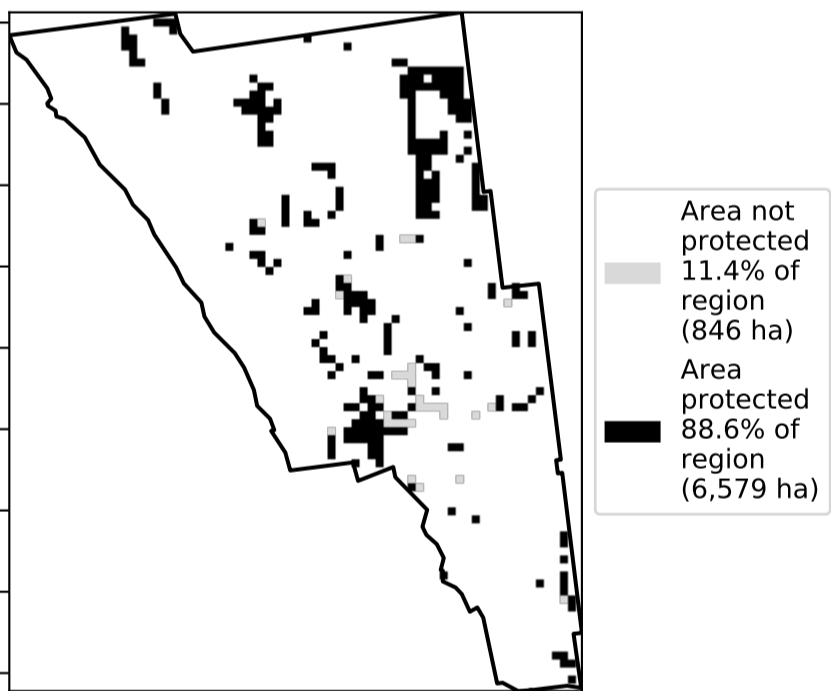 Area not
protected
11.4% of
region
(846 ha)
Area
protected
88.6% of
region
(6,579 ha)